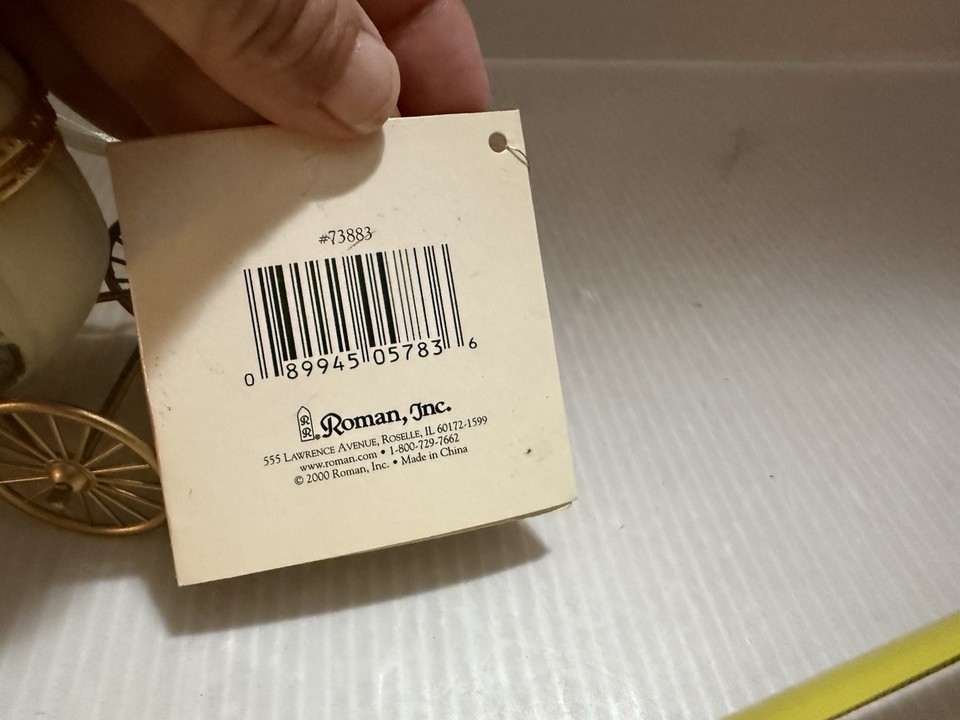 #73883
0 89945 05783 6
RR® Roman, Inc.
555 Lawrence Avenue, Roselle, IL 60172-1599
www.roman.com • 1-800-729-7662
© 2000 Roman, Inc. • Made in China